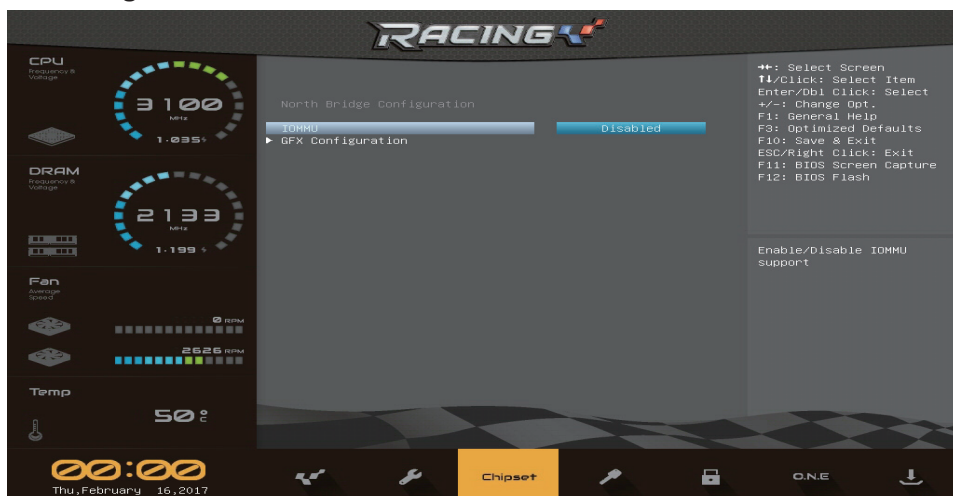 RACING
CPU
Frequency &
Voltage
3100
MHz
1.035
DRAM
Frequency &
Voltage
2133
MHz
1.199
Fan
Average
Speed
0 RPM
2626 RPM
Temp
50 °C
00:00
Thu,February 16,2017
North Bridge Configuration
IOMMU Disabled
▶ GFX Configuration
→←: Select Screen
↑↓/Click: Select Item
Enter/Dbl Click: Select
+/-: Change Opt.
F1: General Help
F3: Optimized Defaults
F10: Save & Exit
ESC/Right Click: Exit
F11: BIOS Screen Capture
F12: BIOS Flash
Enable/Disable IOMMU
support
Chipset
O.N.E